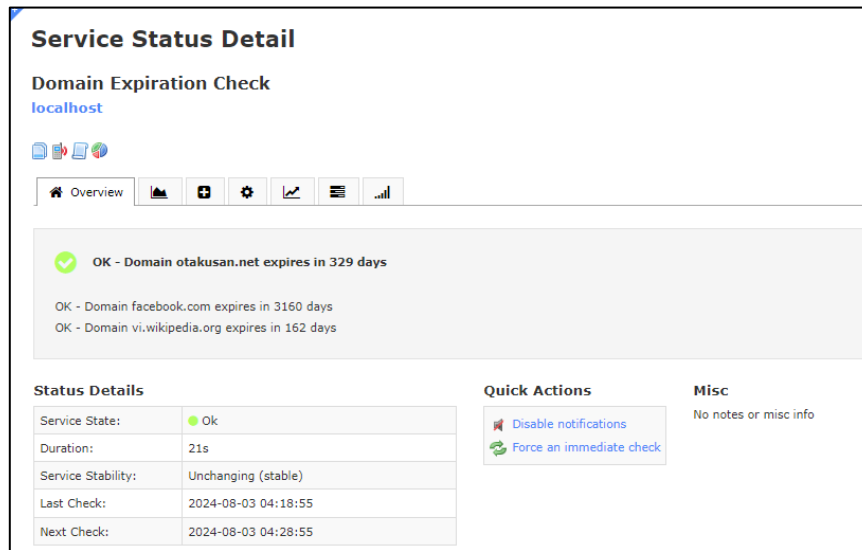 Service Status Detail
Domain Expiration Check
localhost
Overview
OK - Domain otakusan.net expires in 329 days
OK - Domain facebook.com expires in 3160 days
OK - Domain vi.wikipedia.org expires in 162 days
Status Details
Service State: Ok
Duration: 21s
Service Stability: Unchanging (stable)
Last Check: 2024-08-03 04:18:55
Next Check: 2024-08-03 04:28:55
Quick Actions
Disable notifications
Force an immediate check
Misc
No notes or misc info